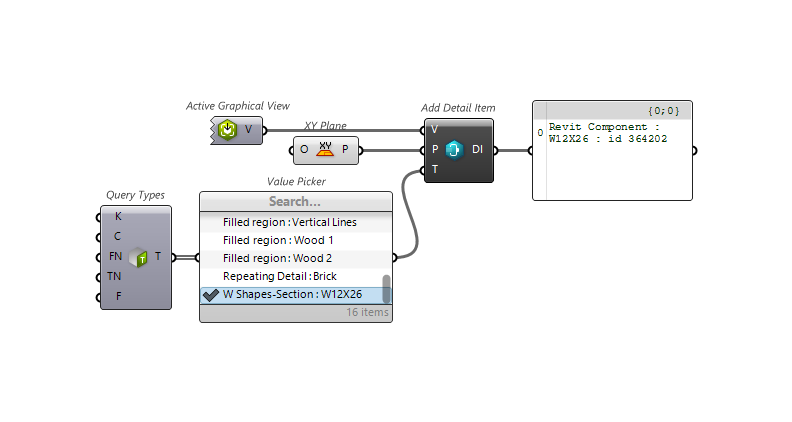 Active Graphical View
V
XY Plane
O XY P
Add Detail Item
V
P DI
T
{0;0}
0 Revit Component :
W12X26 : id 364202
Query Types
K
C
FN T T
TN
F
Value Picker
Search...
Filled region : Vertical Lines
Filled region : Wood 1
Filled region : Wood 2
Repeating Detail : Brick
W Shapes-Section : W12X26
16 items